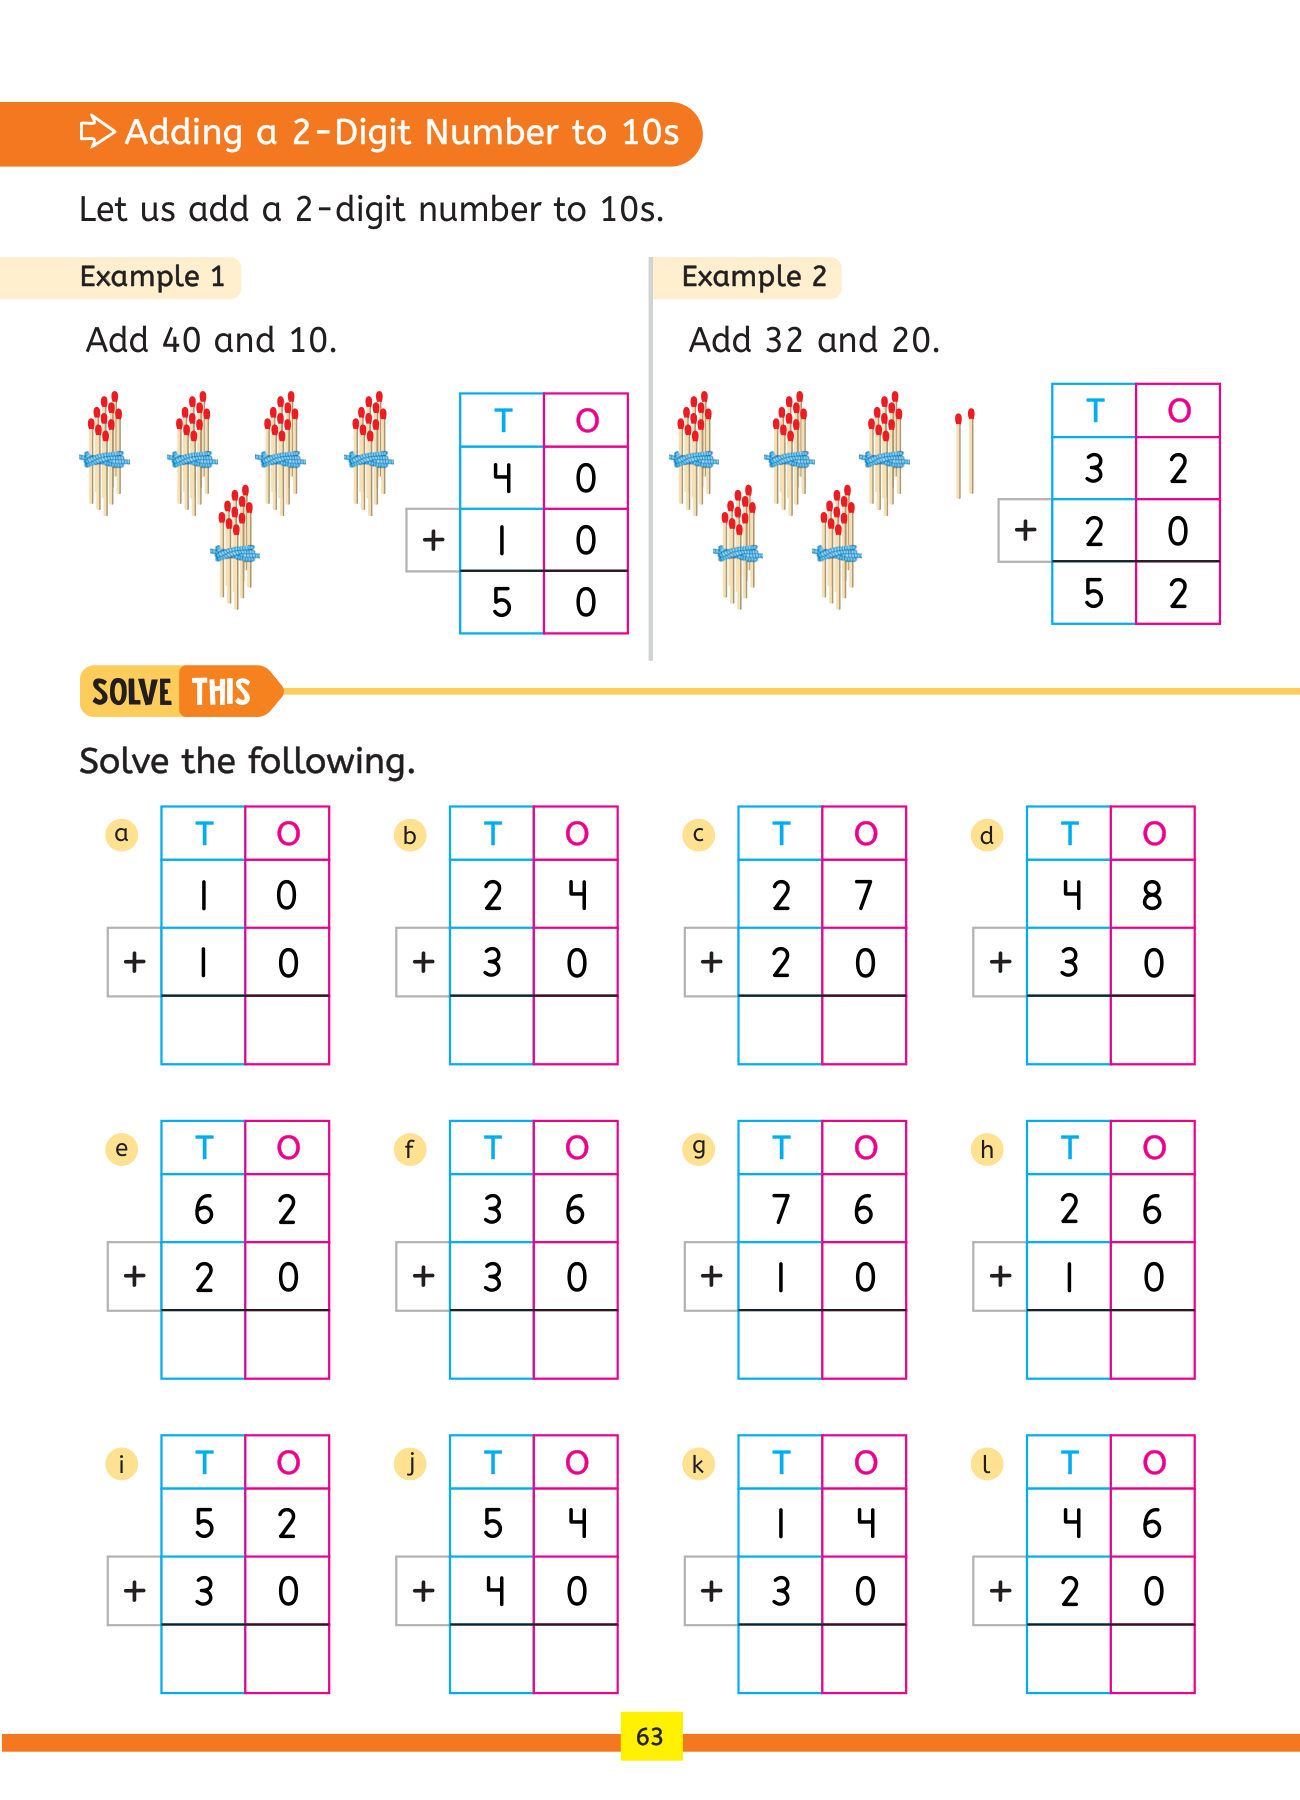 Adding a 2-Digit Number to 10s
Let us add a 2-digit number to 10s.
Example 1
Add 40 and 10.
T O
4 0
+ 1 0
5 0
Example 2
Add 32 and 20.
T O
3 2
+ 2 0
5 2
SOLVE THIS
Solve the following.
a
T O
1 0
+ 1 0
b
T O
2 4
+ 3 0
c
T O
2 7
+ 2 0
d
T O
4 8
+ 3 0
e
T O
6 2
+ 2 0
f
T O
3 6
+ 3 0
g
T O
7 6
+ 1 0
h
T O
2 6
+ 1 0
i
T O
5 2
+ 3 0
j
T O
5 4
+ 4 0
k
T O
1 4
+ 3 0
l
T O
4 6
+ 2 0
63